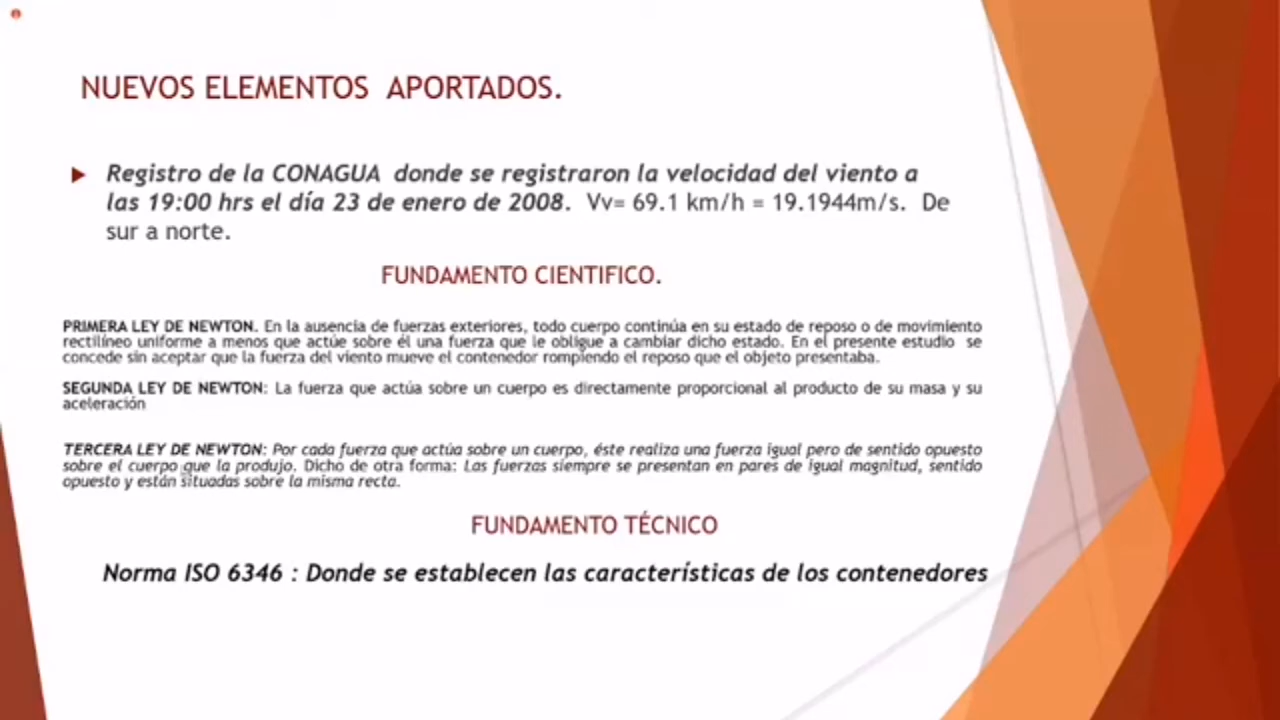 NUEVOS ELEMENTOS  APORTADOS.
Registro de la CONAGUA  donde se registraron la velocidad del viento a
las 19:00 hrs el día 23 de enero de 2008.  Vv= 69.1 km/h = 19.1944m/s.  De
sur a norte.
FUNDAMENTO CIENTIFICO.
PRIMERA LEY DE NEWTON. En la ausencia de fuerzas exteriores, todo cuerpo continúa en su estado de reposo o de movimiento
rectilíneo uniforme a menos que actúe sobre él una fuerza que le obligue a cambiar dicho estado. En el presente estudio  se
concede sin aceptar que la fuerza del viento mueve el contenedor rompiendo el reposo que el objeto presentaba.
SEGUNDA LEY DE NEWTON: La fuerza que actúa sobre un cuerpo es directamente proporcional al producto de su masa y su
aceleración
TERCERA LEY DE NEWTON: Por cada fuerza que actúa sobre un cuerpo, éste realiza una fuerza igual pero de sentido opuesto
sobre el cuerpo que la produjo. Dicho de otra forma: Las fuerzas siempre se presentan en pares de igual magnitud, sentido
opuesto y están situadas sobre la misma recta.
FUNDAMENTO TÉCNICO
Norma ISO 6346 : Donde se establecen las características de los contenedores